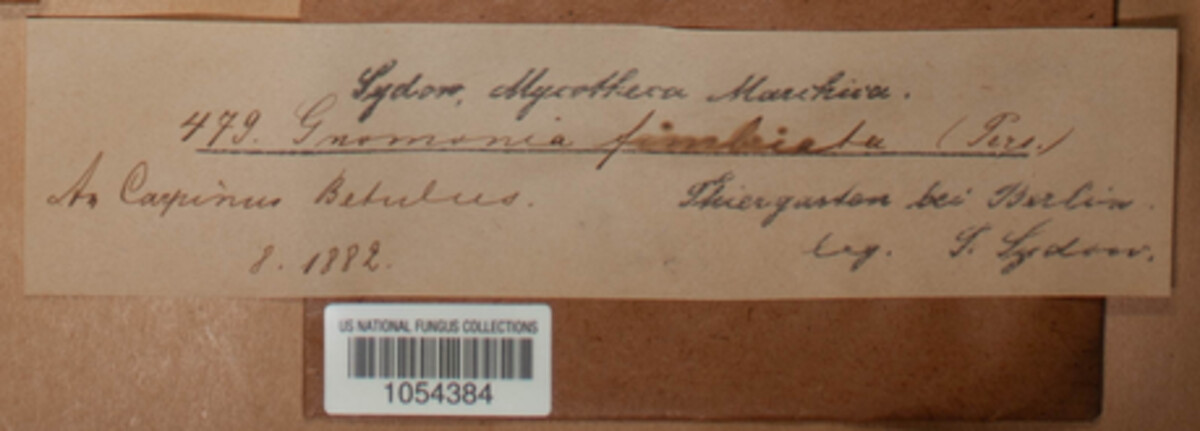 Sydow, Mycotheca Marchica.
479. Gnomonia fimbriata (Pers.)
An Carpinus Betulus.
Thiergarten bei Berlin.
8. 1882.
leg. P. Sydow.
US NATIONAL FUNGUS COLLECTIONS
1054384